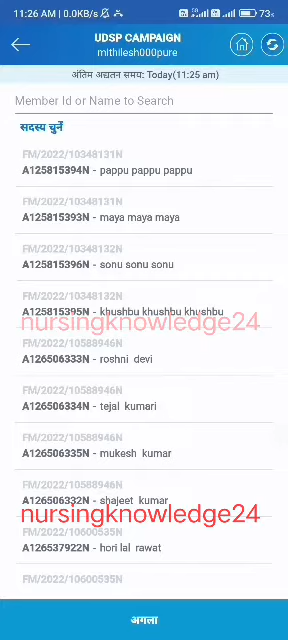 11:26 AM | 0.0KB/s
73%
UDSP CAMPAIGN
mithilesh000pure
अंतिम अद्यतन समय: Today(11:25 am)
Member Id or Name to Search
सदस्य चुनें
FM/2022/10348131N
A125815394N - pappu pappu pappu
FM/2022/10348131N
A125815393N - maya maya maya
FM/2022/10348132N
A125815396N - sonu sonu sonu
FM/2022/10348132N
A125815395N - khushbu khushbu khushbu
nursingknowledge24
FM/2022/10588946N
A126506333N - roshni devi
FM/2022/10588946N
A126506334N - tejal kumari
FM/2022/10588946N
A126506335N - mukesh kumar
FM/2022/10588946N
A126506332N - shajeet kumar
nursingknowledge24
FM/2022/10600535N
A126537922N - hori lal rawat
FM/2022/10600535N
अगला